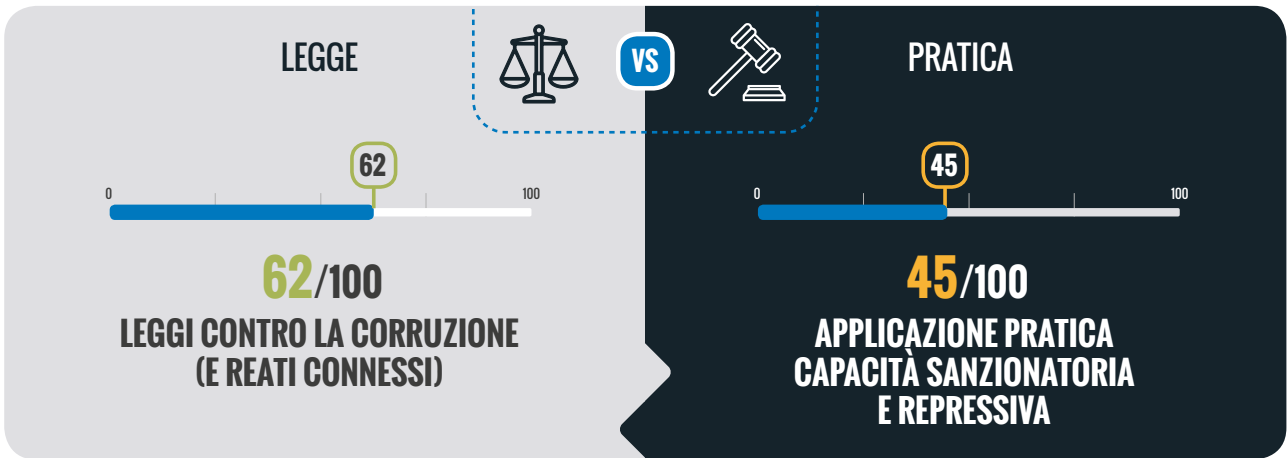 LEGGE
VS
PRATICA
62
0
100
62/100
LEGGI CONTRO LA CORRUZIONE
(E REATI CONNESSI)
45
0
100
45/100
APPLICAZIONE PRATICA
CAPACITÀ SANZIONATORIA
E REPRESSIVA